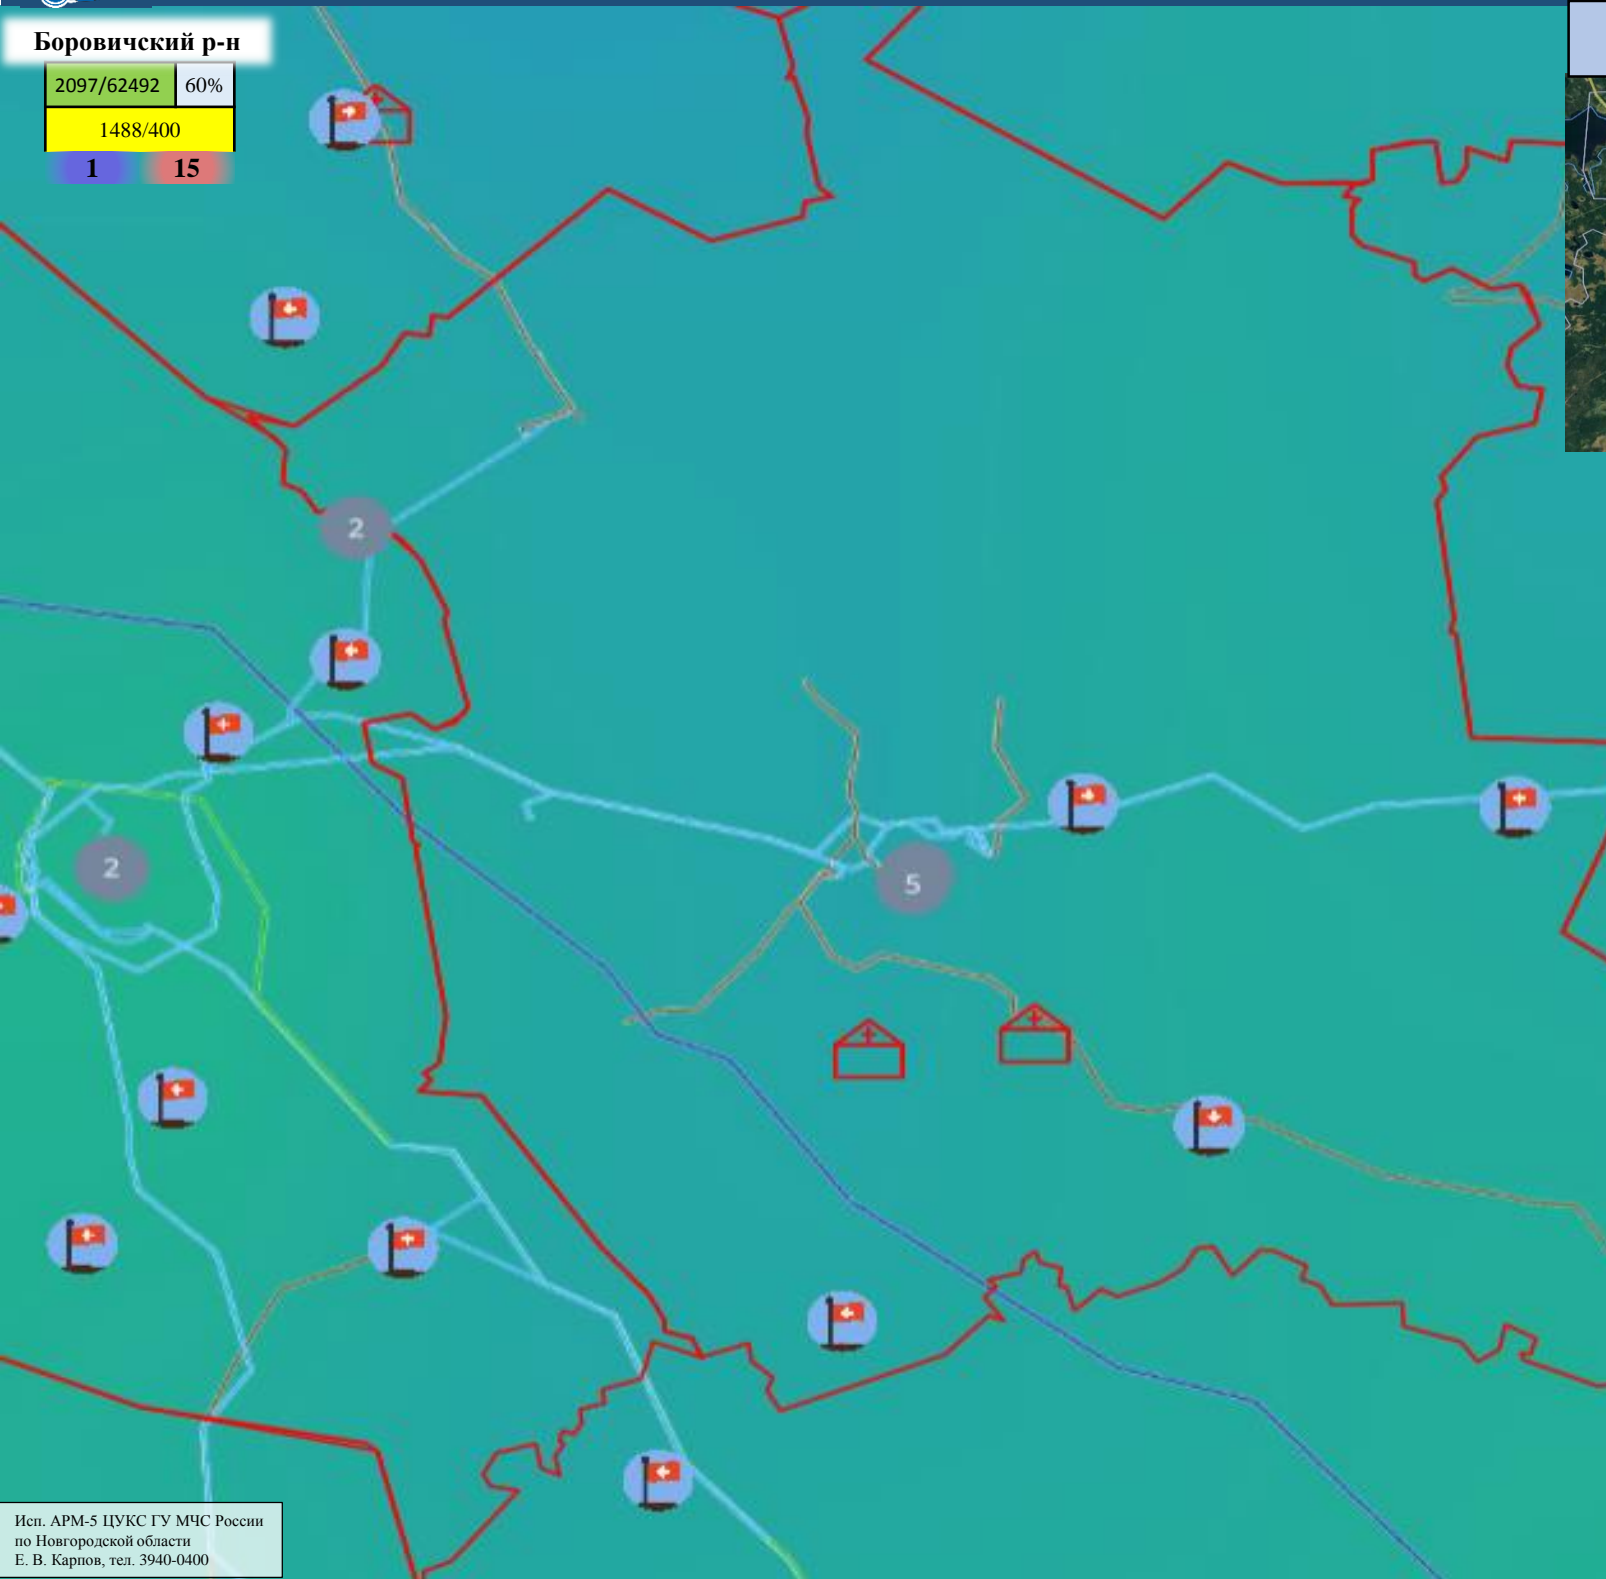 Боровичский р-н
2097/62492 60%
1488/400
1 15
2
2
5
Исп. АРМ-5 ЦУКС ГУ МЧС России
по Новгородской области
Е. В. Карпов, тел. 3940-0400